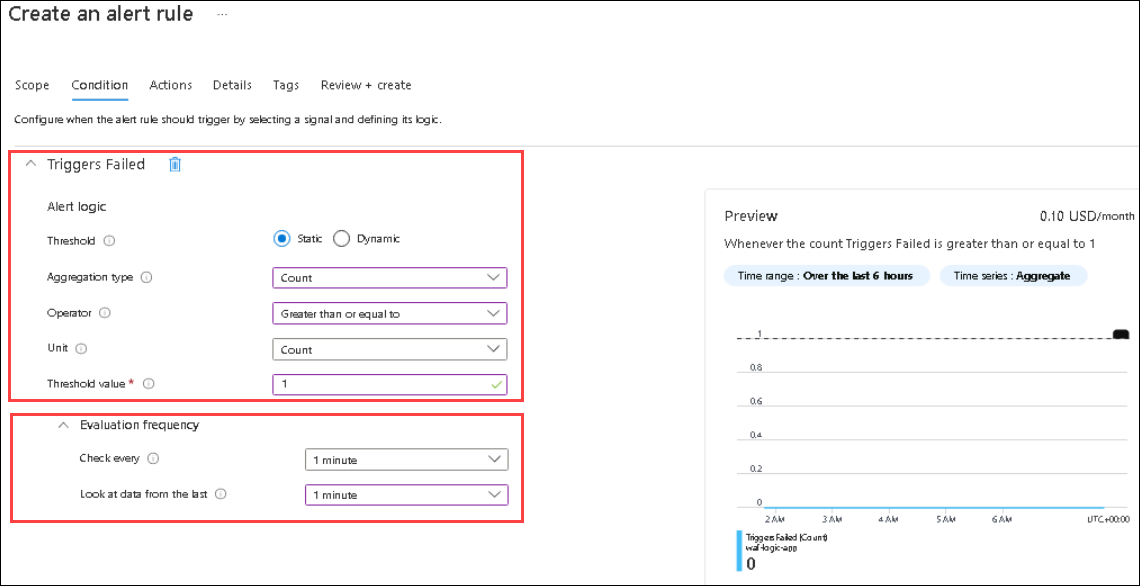 Create an alert rule ...
Scope Condition Actions Details Tags Review + create
Configure when the alert rule should trigger by selecting a signal and defining its logic.
Triggers Failed
Alert logic
Threshold Static Dynamic
Aggregation type Count
Operator Greater than or equal to
Unit Count
Threshold value * 1
Evaluation frequency
Check every 1 minute
Look at data from the last 1 minute
Preview 0.10 USD/month
Whenever the count Triggers Failed is greater than or equal to 1
Time range : Over the last 6 hours Time series : Aggregate
1
0.8
0.6
0.4
0.2
0
2 AM 3 AM 4 AM 5 AM 6 AM UTC+00:00
Triggers Failed (Count)
waf-logic-app
0